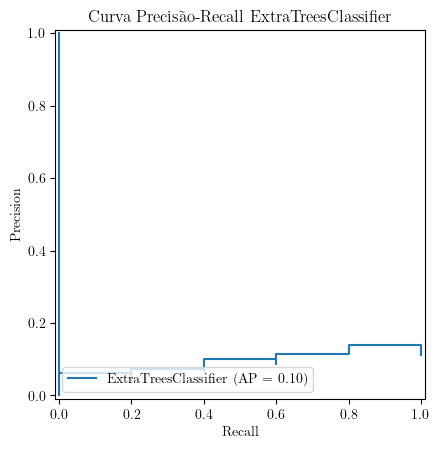 Curva Precisão-Recall ExtraTreesClassifier
1.0
0.8
0.6
0.4
0.2
0.0
Precision
ExtraTreesClassifier (AP = 0.10)
0.0 0.2 0.4 0.6 0.8 1.0
Recall